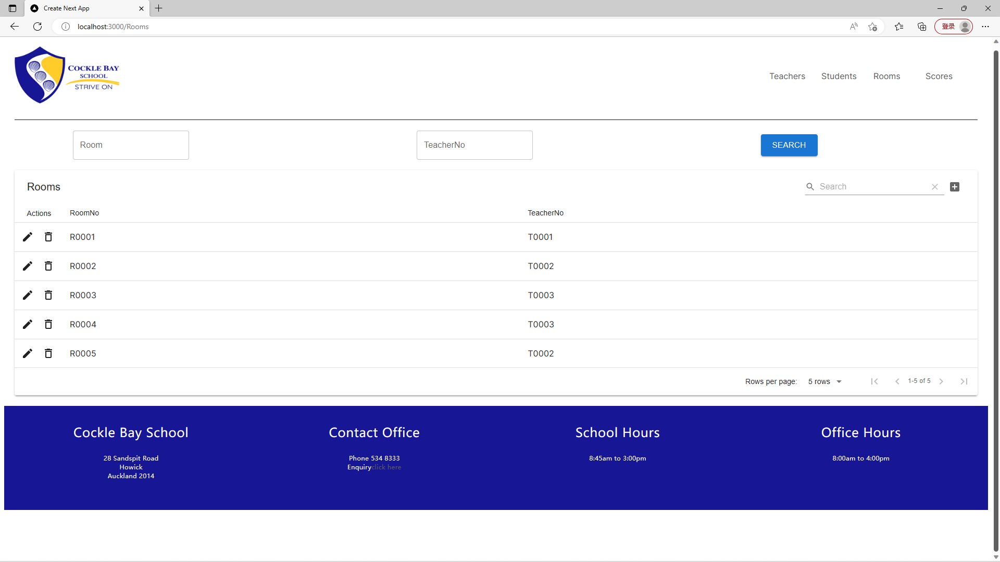 Create Next App
localhost:3000/Rooms
登录
COCKLE BAY
SCHOOL
STRIVE ON
Teachers Students Rooms Scores
Room TeacherNo SEARCH
Rooms Search
Actions RoomNo TeacherNo
R0001 T0001
R0002 T0002
R0003 T0003
R0004 T0003
R0005 T0002
Rows per page: 5 rows 1-5 of 5
Cockle Bay School
28 Sandspit Road
Howick
Auckland 2014
Contact Office
Phone 534 8333
Enquiryclick here
School Hours
8:45am to 3:00pm
Office Hours
8:00am to 4:00pm